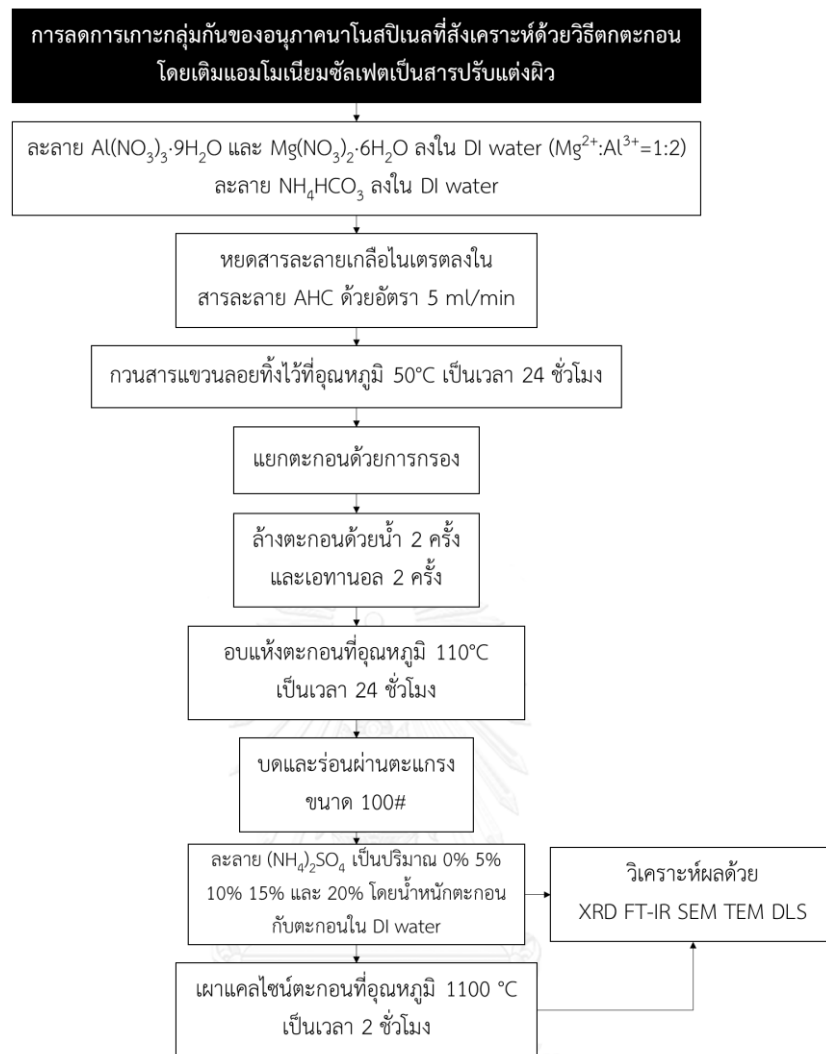 การลดการเกาะกลุ่มกันของอนุภาคนาโนสปิเนลที่สังเคราะห์ด้วยวิธีตกตะกอน
โดยเติมแอมโมเนียมซัลเฟตเป็นสารปรับแต่งผิว
ละลาย Al(NO₃)₃·9H₂O และ Mg(NO₃)₂·6H₂O ลงใน DI water (Mg²⁺:Al³⁺=1:2)
ละลาย NH₄HCO₃ ลงใน DI water
หยดสารละลายเกลือไนเตรตลงใน
สารละลาย AHC ด้วยอัตรา 5 ml/min
กวนสารแขวนลอยทิ้งไว้ที่อุณหภูมิ 50°C เป็นเวลา 24 ชั่วโมง
แยกตะกอนด้วยการกรอง
ล้างตะกอนด้วยน้ำ 2 ครั้ง
และเอทานอล 2 ครั้ง
อบแห้งตะกอนที่อุณหภูมิ 110°C
เป็นเวลา 24 ชั่วโมง
บดและร่อนผ่านตะแกรง
ขนาด 100#
ละลาย (NH₄)₂SO₄ เป็นปริมาณ 0% 5%
10% 15% และ 20% โดยน้ำหนักตะกอน
กับตะกอนใน DI water
วิเคราะห์ผลด้วย
XRD FT-IR SEM TEM DLS
เผาแคลไซน์ตะกอนที่อุณหภูมิ 1100 °C
เป็นเวลา 2 ชั่วโมง